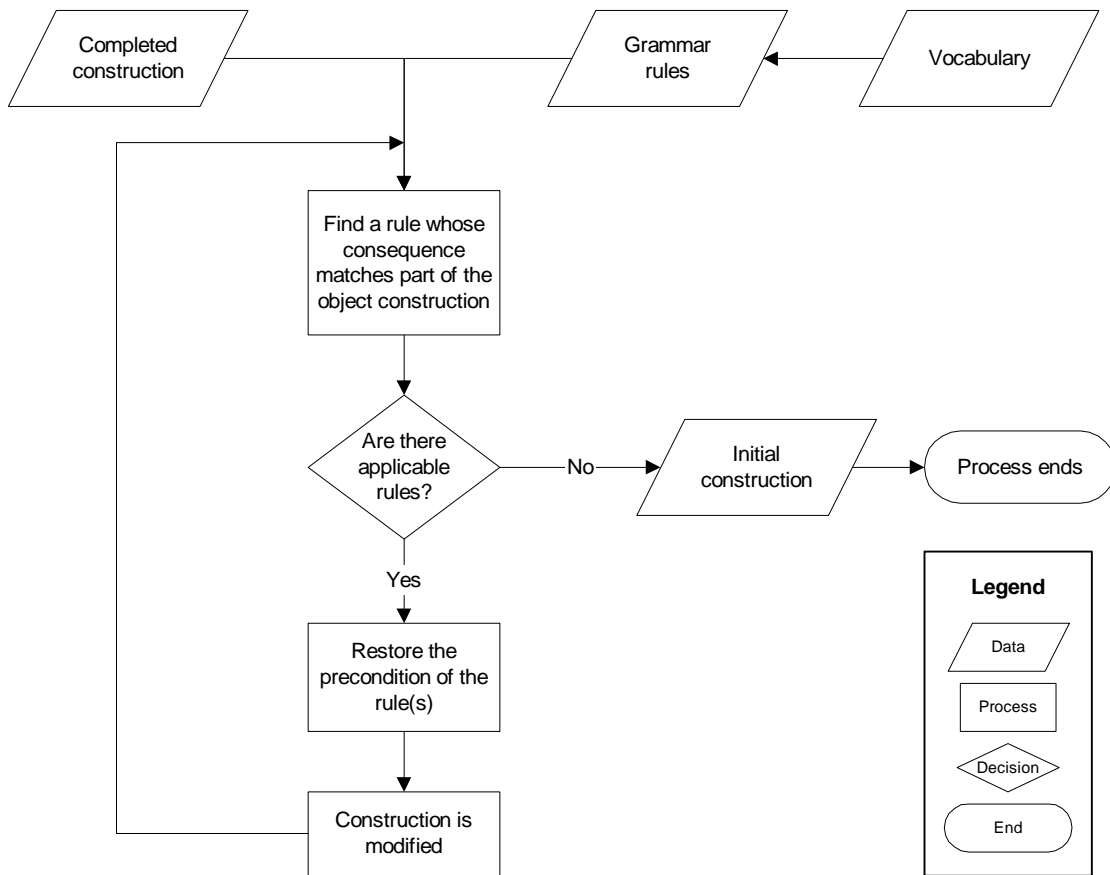 Completed
construction
Grammar
rules
Vocabulary
Find a rule whose
consequence
matches part of the
object construction
Are there
applicable
rules?
No
Initial
construction
Process ends
Yes
Restore the
precondition of the
rule(s)
Construction is
modified
Legend
Data
Process
Decision
End